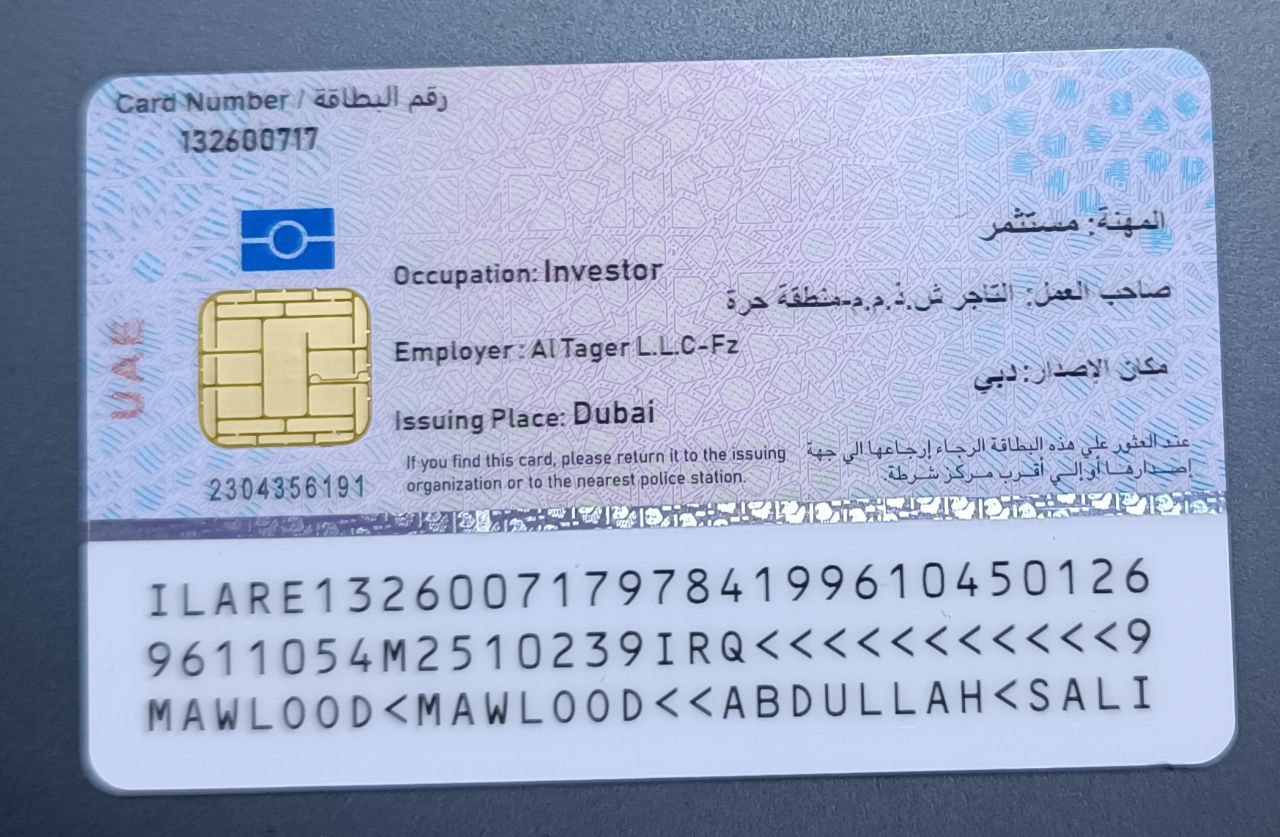 Card Number / رقم البطاقة
132600717
المهنة: مستثمر
Occupation: Investor
صاحب العمل: التاجر ش.ذ.م.م-منطقة حرة
Employer : Al Tager L.L.C-Fz
مكان الإصدار: دبي
Issuing Place: Dubai
UAE
If you find this card, please return it to the issuing
organization or to the nearest police station.
عند العثور علي هذه البطاقة الرجاء إرجاعها الي جهة
إصدارها أو إلي أقرب مركز شرطة.
2304356191
ILARE1326007179784199610450126
9611054M2510239IRQ<<<<<<<<<<<9
MAWLOOD<MAWLOOD<<ABDULLAH<SALI